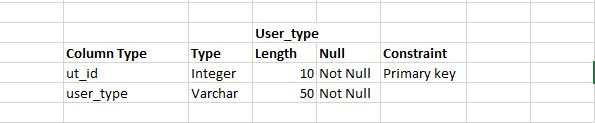 User_type
Column Type Type Length Null Constraint
ut_id Integer 10 Not Null Primary key
user_type Varchar 50 Not Null